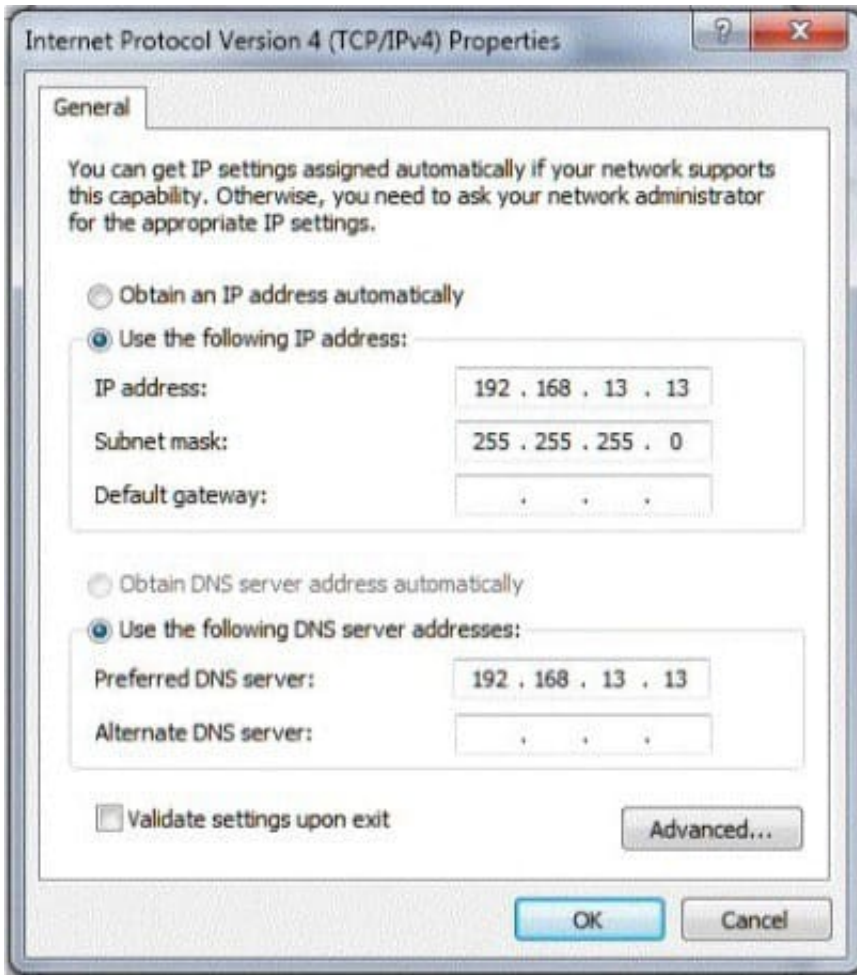 Internet Protocol Version 4 (TCP/IPv4) Properties
?
General
You can get IP settings assigned automatically if your network supports
this capability. Otherwise, you need to ask your network administrator
for the appropriate IP settings.
Obtain an IP address automatically
Use the following IP address:
IP address: 192 . 168 . 13 . 13
Subnet mask: 255 . 255 . 255 . 0
Default gateway: . . .
Obtain DNS server address automatically
Use the following DNS server addresses:
Preferred DNS server: 192 . 168 . 13 . 13
Alternate DNS server: . . .
Validate settings upon exit
Advanced...
OK Cancel